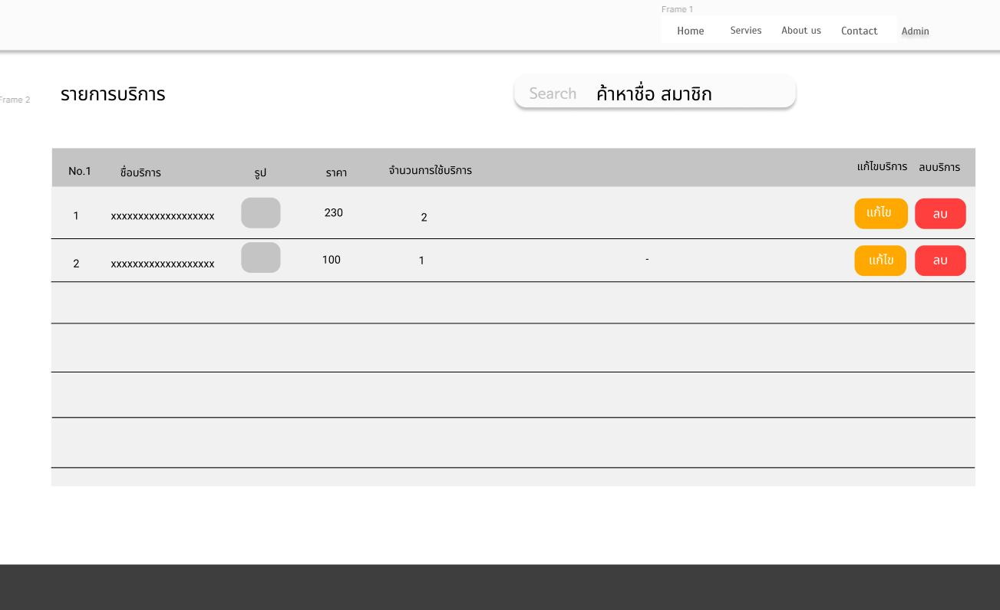 Frame 1
Home Servies About us Contact Admin
Frame 2
รายการบริการ
Search ค้าหาชื่อ สมาชิก
No.1 ชื่อบริการ รูป ราคา จำนวนการใช้บริการ แก้ไขบริการ ลบบริการ
1 xxxxxxxxxxxxxxxxxxx 230 2 แก้ไข ลบ
2 xxxxxxxxxxxxxxxxxxx 100 1 - แก้ไข ลบ